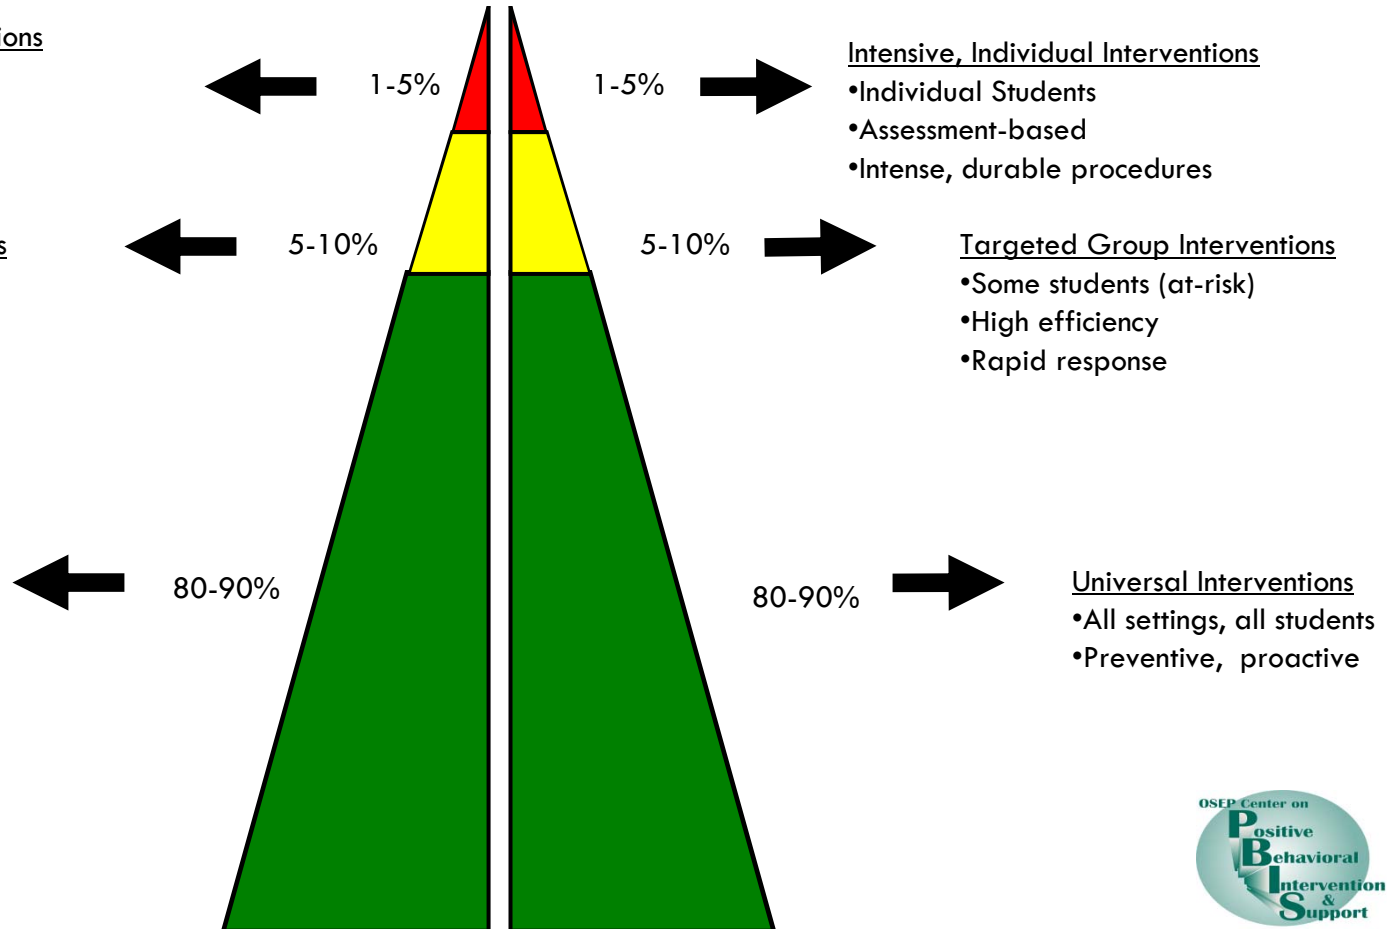 ions
1-5%
1-5%
Intensive, Individual Interventions
•Individual Students
•Assessment-based
•Intense, durable procedures
s
5-10%
5-10%
Targeted Group Interventions
•Some students (at-risk)
•High efficiency
•Rapid response
80-90%
80-90%
Universal Interventions
•All settings, all students
•Preventive, proactive
OSEP Center on
Positive
Behavioral
Intervention
&
Support